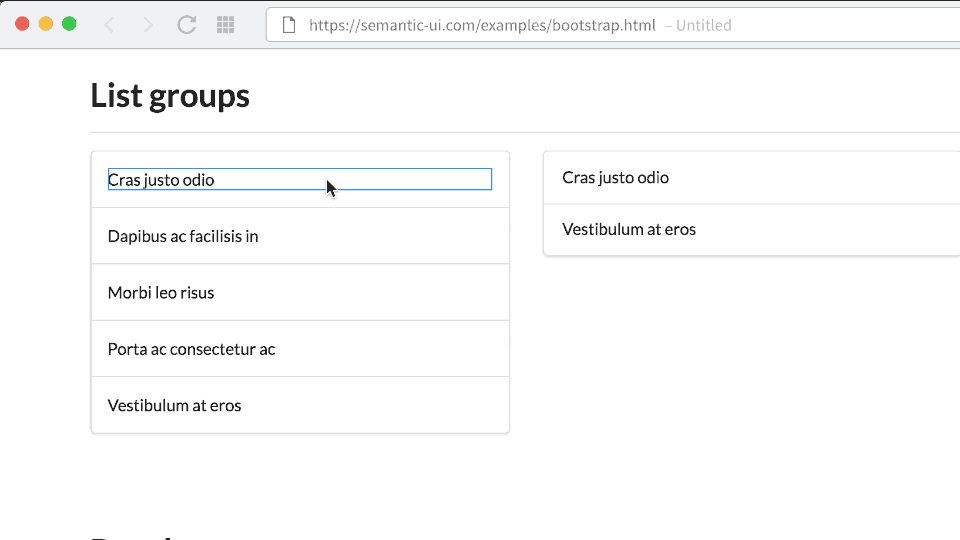 https://semantic-ui.com/examples/bootstrap.html – Untitled
List groups
Cras justo odio
Dapibus ac facilisis in
Morbi leo risus
Porta ac consectetur ac
Vestibulum at eros
Cras justo odio
Vestibulum at eros